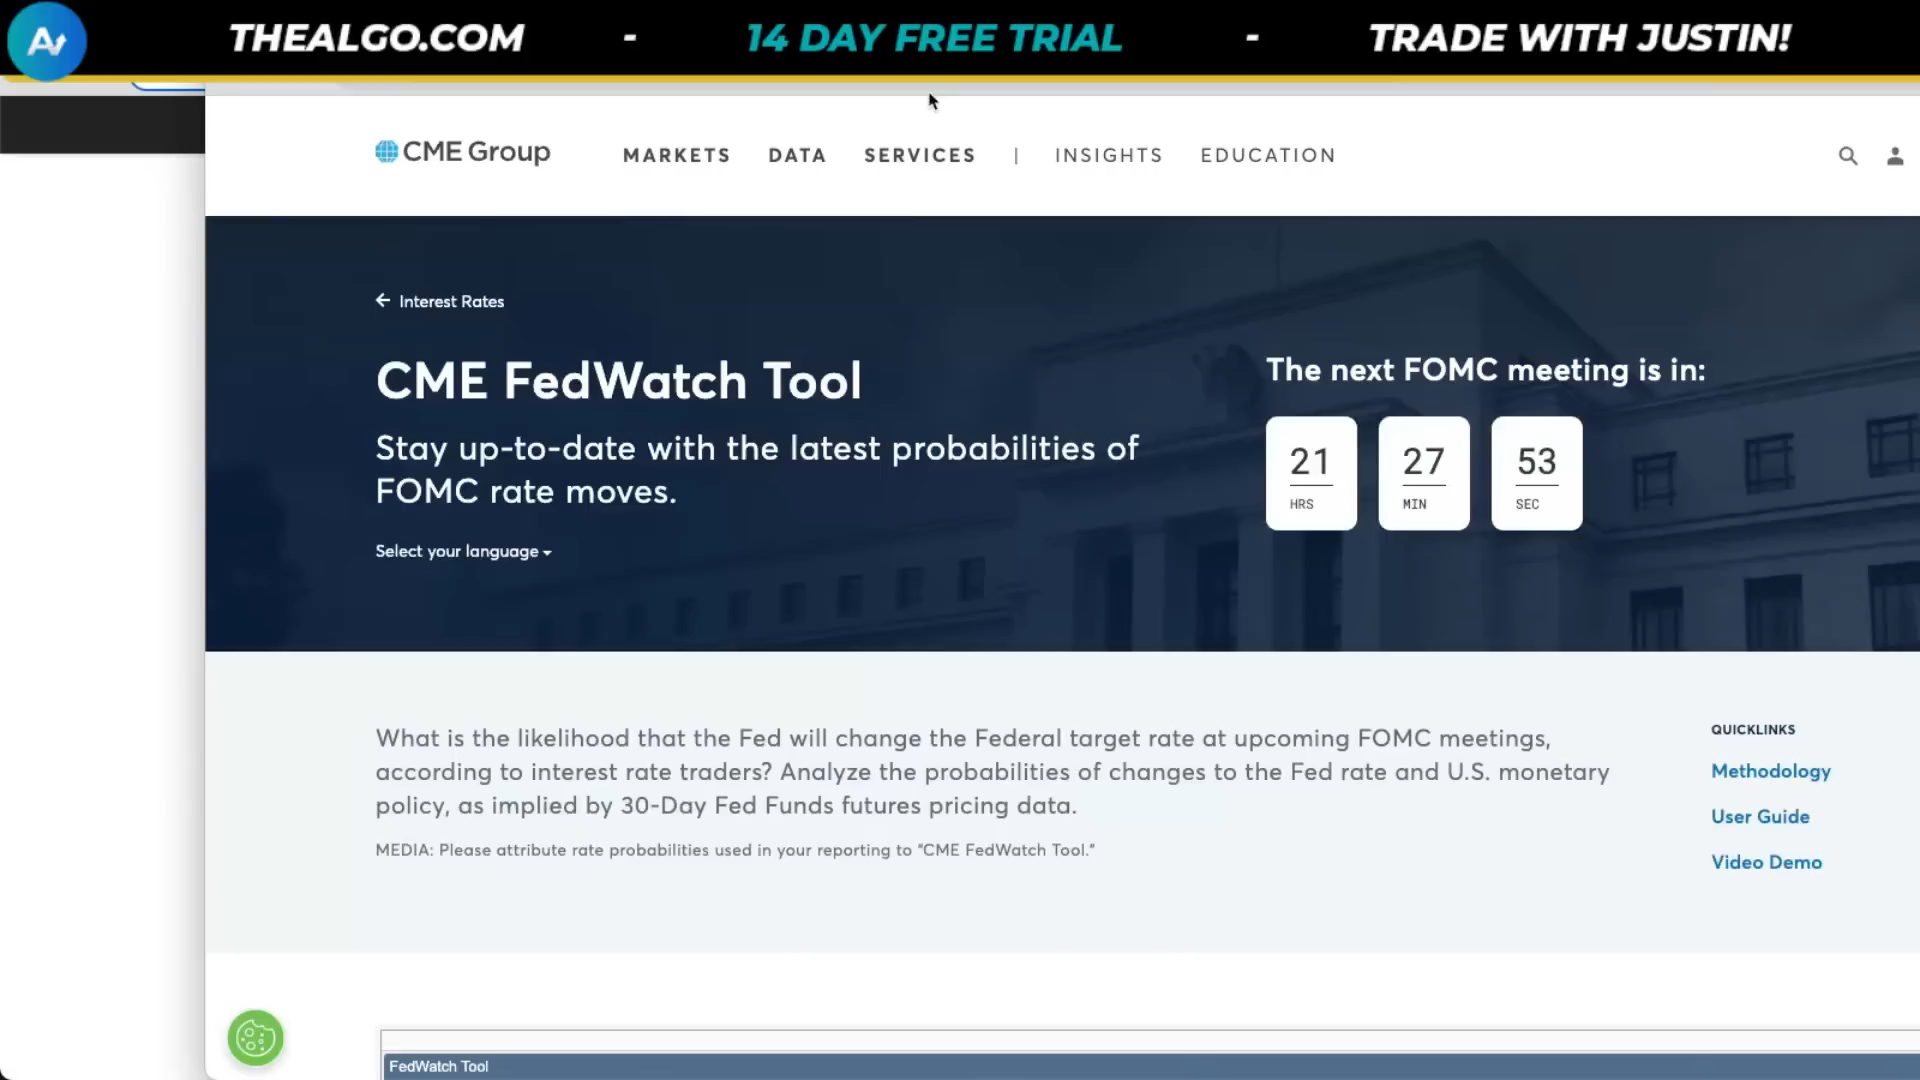 THEALGO.COM - 14 DAY FREE TRIAL - TRADE WITH JUSTIN!
CME Group MARKETS DATA SERVICES | INSIGHTS EDUCATION
Interest Rates
CME FedWatch Tool
Stay up-to-date with the latest probabilities of
FOMC rate moves.
Select your language
The next FOMC meeting is in:
21 27 53
HRS MIN SEC
What is the likelihood that the Fed will change the Federal target rate at upcoming FOMC meetings,
according to interest rate traders? Analyze the probabilities of changes to the Fed rate and U.S. monetary
policy, as implied by 30-Day Fed Funds futures pricing data.
MEDIA: Please attribute rate probabilities used in your reporting to “CME FedWatch Tool.”
QUICKLINKS
Methodology
User Guide
Video Demo
FedWatch Tool